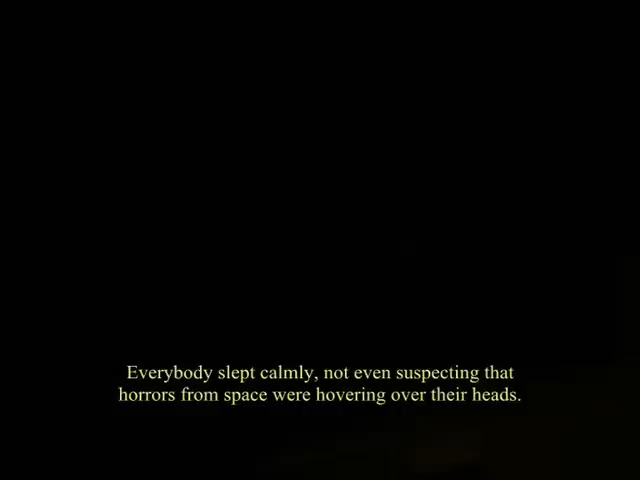 Everybody slept calmly, not even suspecting that
horrors from space were hovering over their heads.